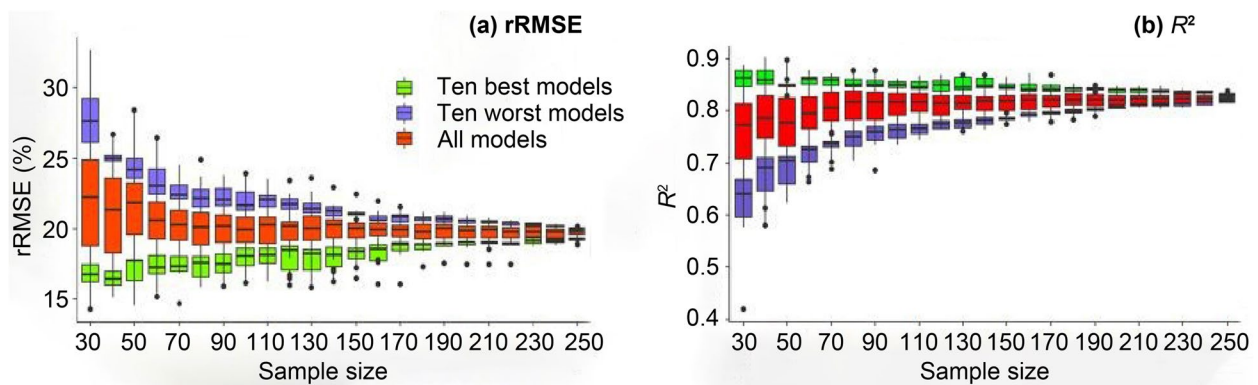 (a) rRMSE
30
25
20
15
rRMSE (%)
Ten best models
Ten worst models
All models
30 50 70 90 110 130 150 170 190 210 230 250
Sample size
(b) R²
0.9
0.8
0.7
0.6
0.5
0.4
R²
30 50 70 90 110 130 150 170 190 210 230 250
Sample size